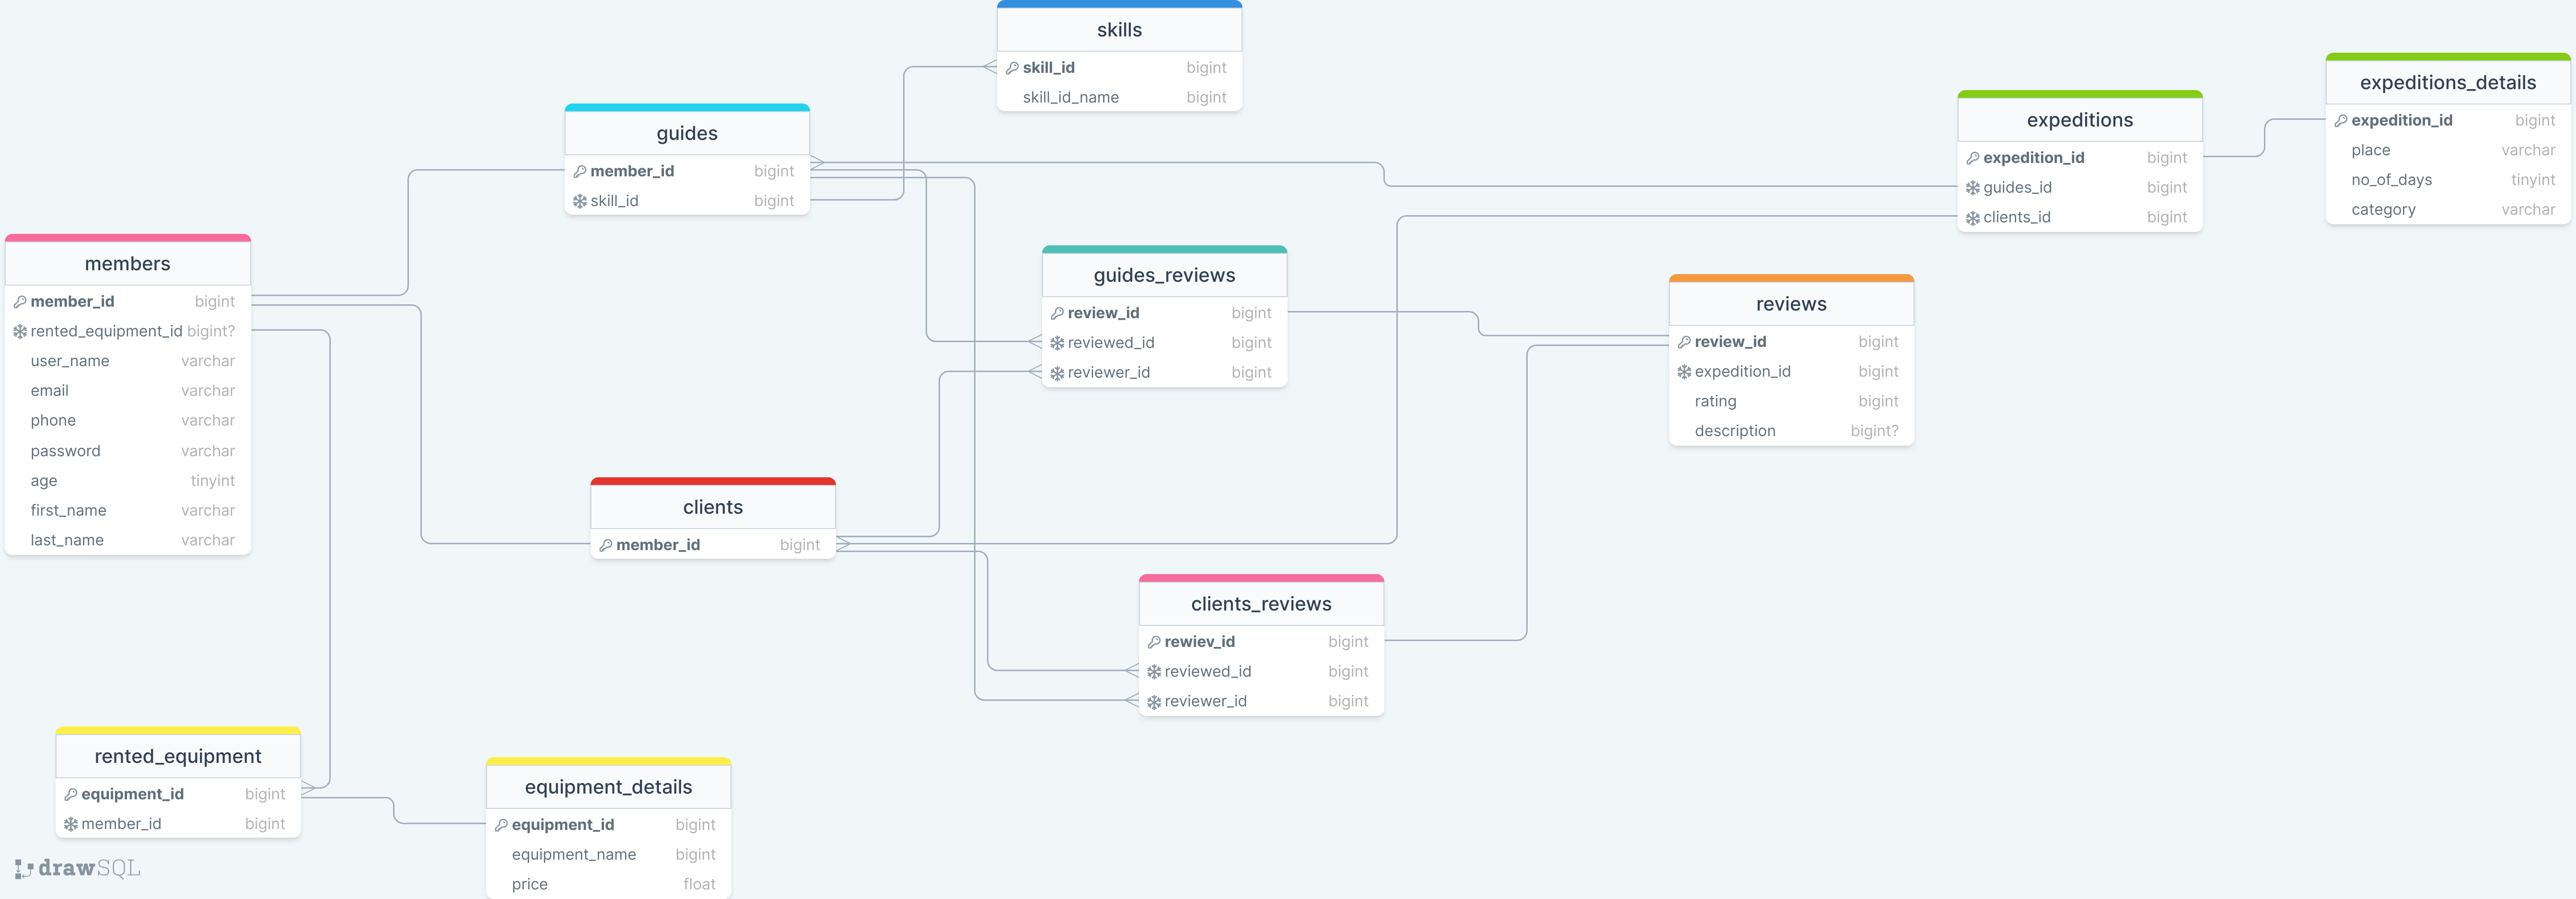 skills
skill_id bigint
skill_id_name bigint
guides
member_id bigint
skill_id bigint
expeditions
expedition_id bigint
guides_id bigint
clients_id bigint
expeditions_details
expedition_id bigint
place varchar
no_of_days tinyint
category varchar
members
member_id bigint
rented_equipment_id bigint?
user_name varchar
email varchar
phone varchar
password varchar
age tinyint
first_name varchar
last_name varchar
guides_reviews
review_id bigint
reviewed_id bigint
reviewer_id bigint
reviews
review_id bigint
expedition_id bigint
rating bigint
description bigint?
clients
member_id bigint
clients_reviews
rewiev_id bigint
reviewed_id bigint
reviewer_id bigint
rented_equipment
equipment_id bigint
member_id bigint
equipment_details
equipment_id bigint
equipment_name bigint
price float
drawSQL